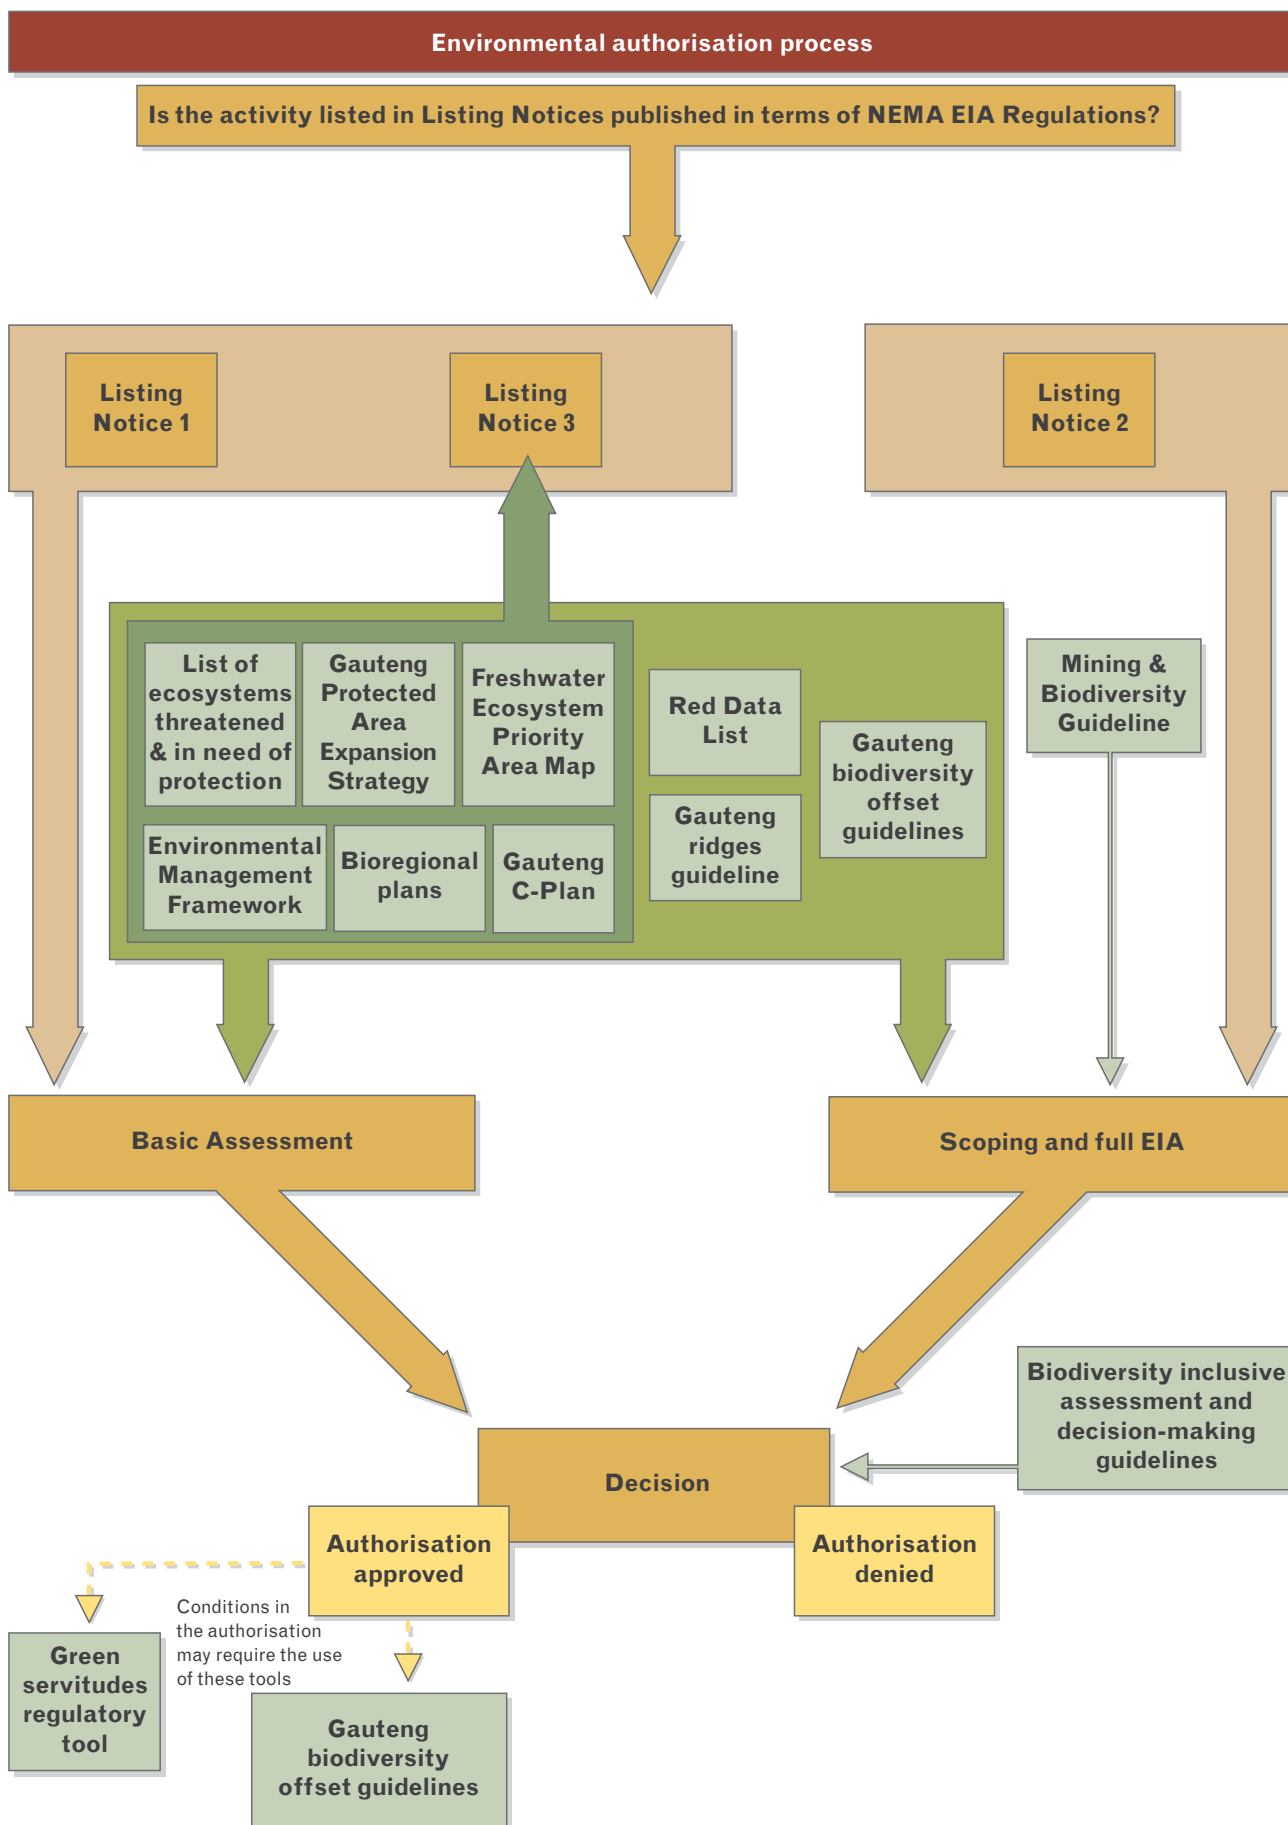 Environmental authorisation process
Is the activity listed in Listing Notices published in terms of NEMA EIA Regulations?
Listing
Notice 1
Listing
Notice 3
Listing
Notice 2
List of
ecosystems
threatened
& in need of
protection
Gauteng
Protected
Area
Expansion
Strategy
Freshwater
Ecosystem
Priority
Area Map
Environmental
Management
Framework
Bioregional
plans
Gauteng
C-Plan
Red Data
List
Gauteng
ridges
guideline
Gauteng
biodiversity
offset
guidelines
Mining &
Biodiversity
Guideline
Basic Assessment
Scoping and full EIA
Biodiversity inclusive
assessment and
decision-making
guidelines
Decision
Authorisation
approved
Authorisation
denied
Conditions in
the authorisation
may require the use
of these tools
Green
servitudes
regulatory
tool
Gauteng
biodiversity
offset guidelines